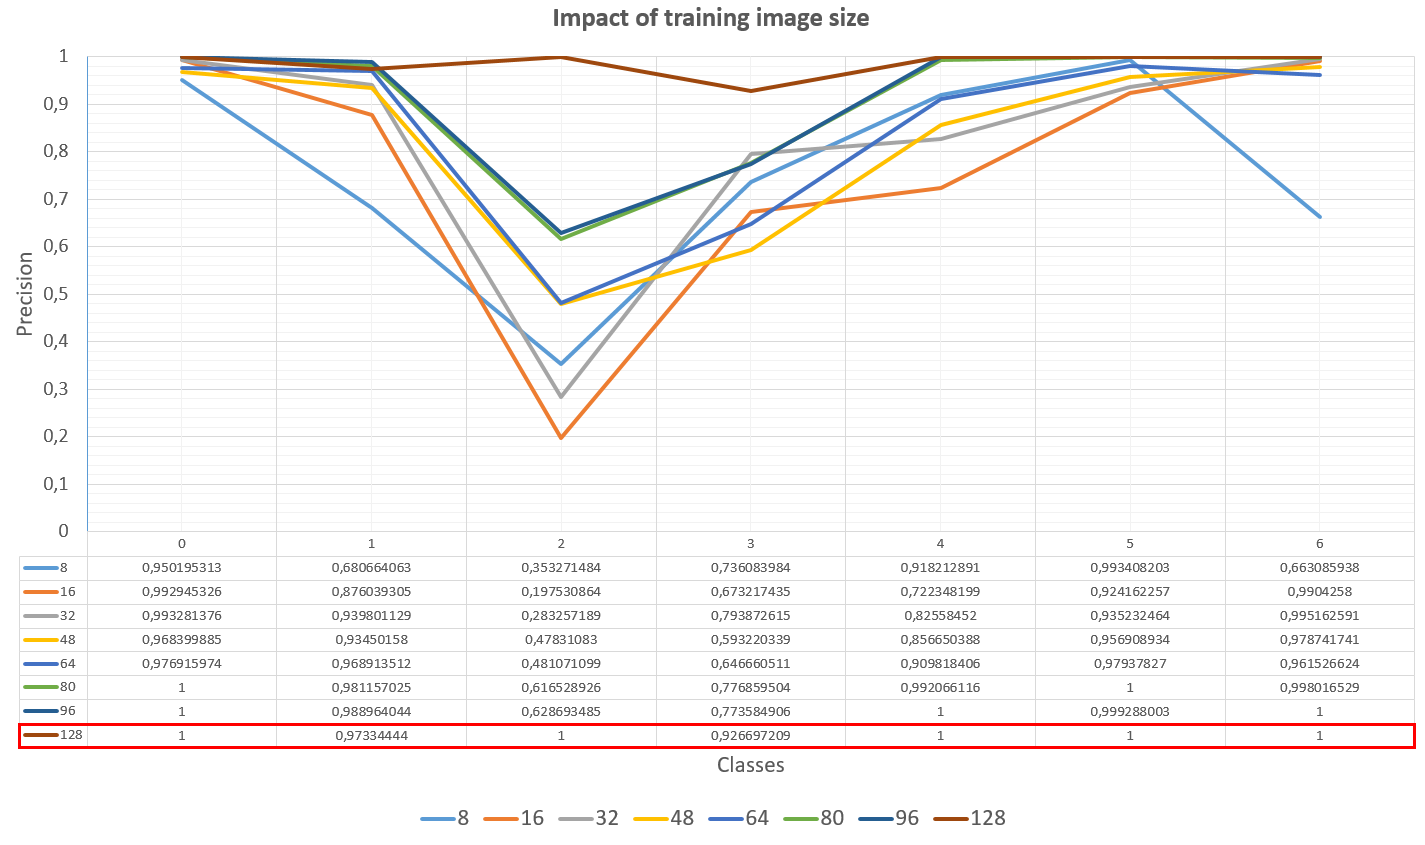 Impact of training image size
1
0,9
0,8
0,7
0,6
0,5
0,4
0,3
0,2
0,1
0
Precision
0 1 2 3 4 5 6
8 0,950195313 0,680664063 0,353271484 0,736083984 0,918212891 0,993408203 0,663085938
16 0,992945326 0,876039305 0,197530864 0,673217435 0,722348199 0,924162257 0,9904258
32 0,993281376 0,939801129 0,283257189 0,793872615 0,82558452 0,935232464 0,995162591
48 0,968399885 0,93450158 0,47831083 0,593220339 0,856650388 0,956908934 0,978741741
64 0,976915974 0,968913512 0,481071099 0,646660511 0,909818406 0,97937827 0,961526624
80 1 0,981157025 0,616528926 0,776859504 0,992066116 1 0,998016529
96 1 0,988964044 0,628693485 0,773584906 1 0,999288003 1
128 1 0,97334444 1 0,926697209 1 1 1
Classes
8 16 32 48 64 80 96 128